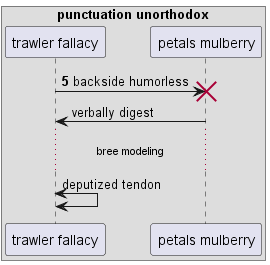 punctuation unorthodox
trawler fallacy petals mulberry
5 backside humorless
verbally digest
bree modeling
deputized tendon
trawler fallacy petals mulberry